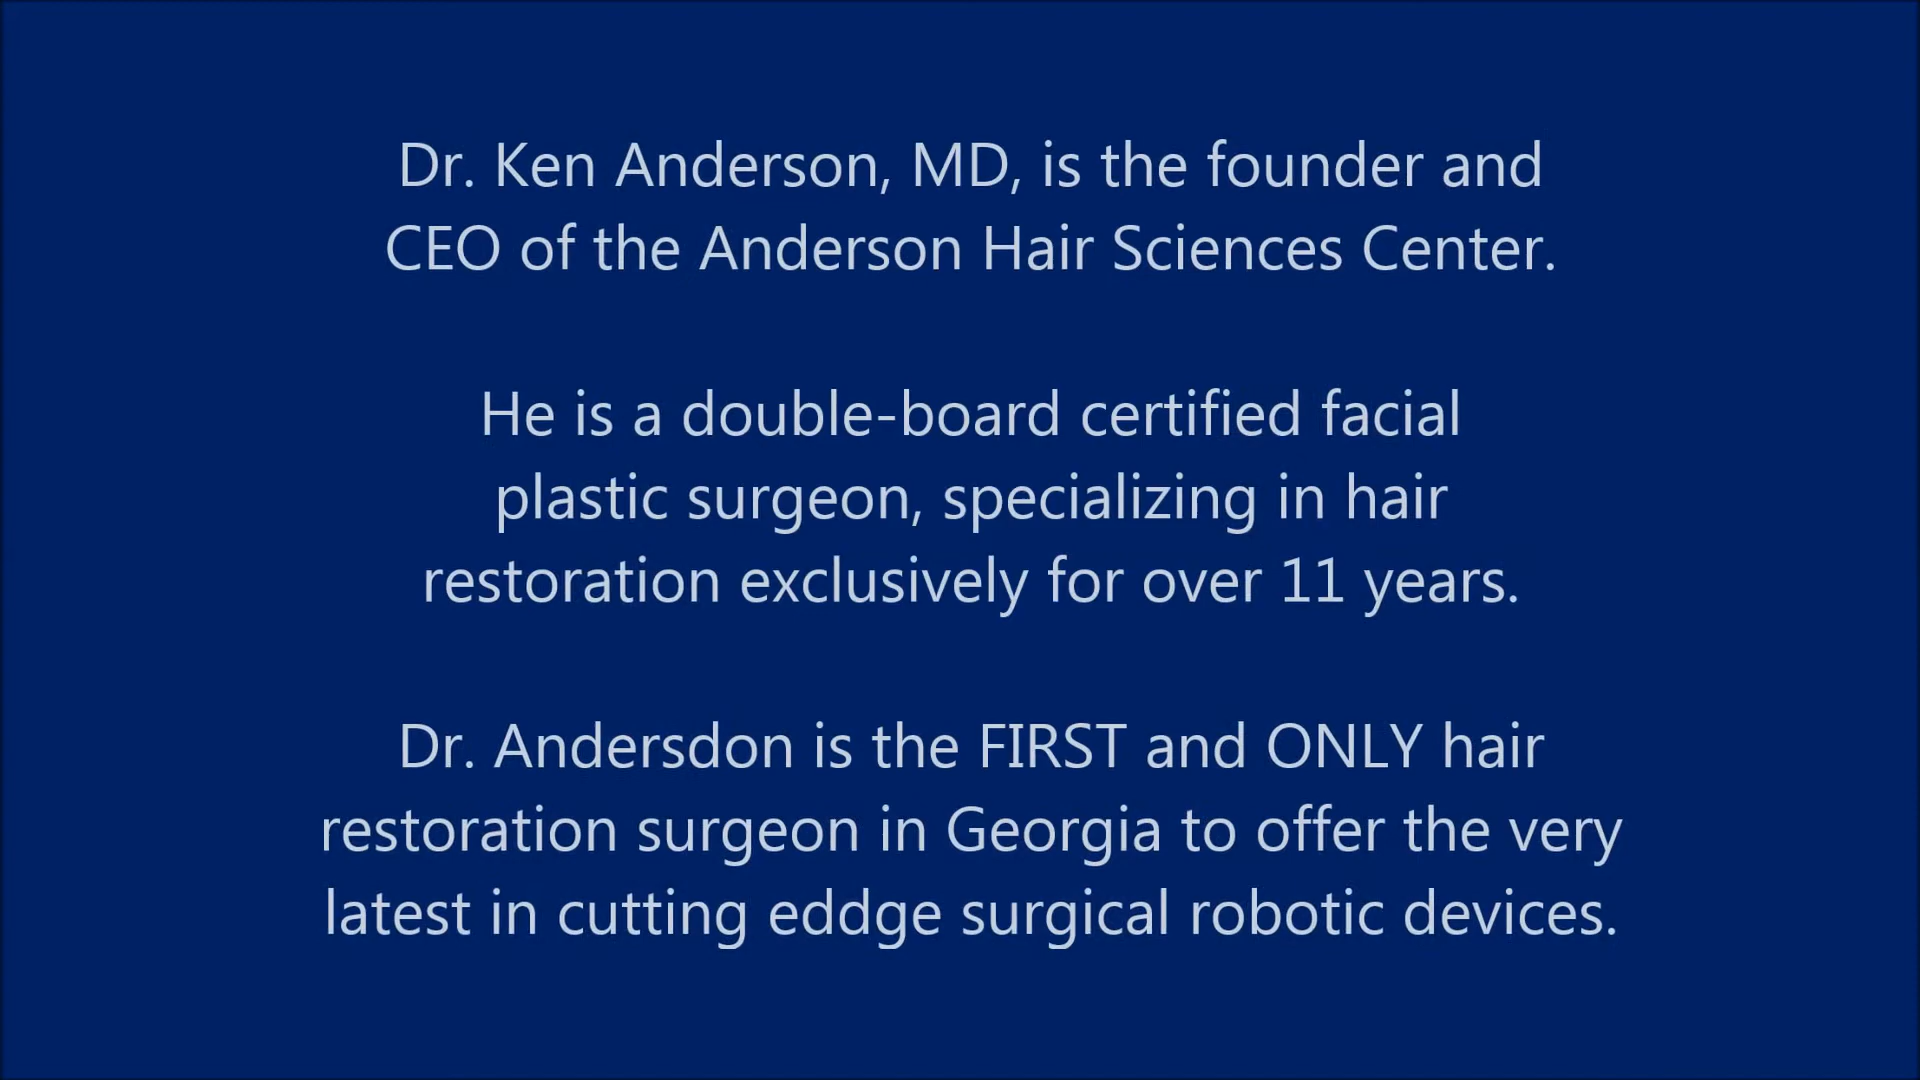 Dr. Ken Anderson, MD, is the founder and
CEO of the Anderson Hair Sciences Center.
He is a double-board certified facial
plastic surgeon, specializing in hair
restoration exclusively for over 11 years.
Dr. Andersdon is the FIRST and ONLY hair
restoration surgeon in Georgia to offer the very
latest in cutting eddge surgical robotic devices.